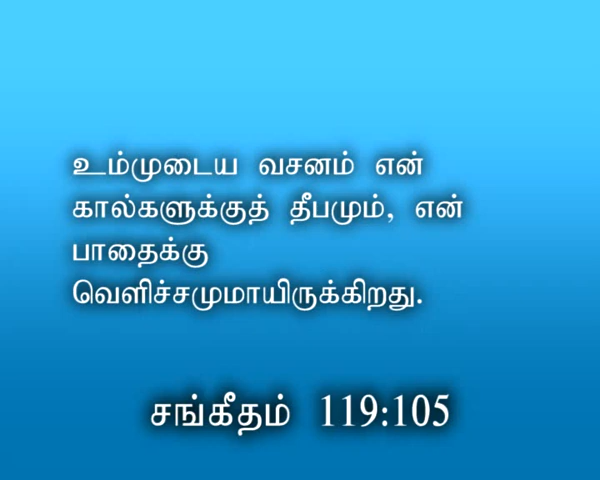 உம்முடைய வசனம் என்
கால்களுக்குத் தீபமும், என்
பாதைக்கு
வெளிச்சமுமாயிருக்கிறது.
சங்கீதம் 119:105